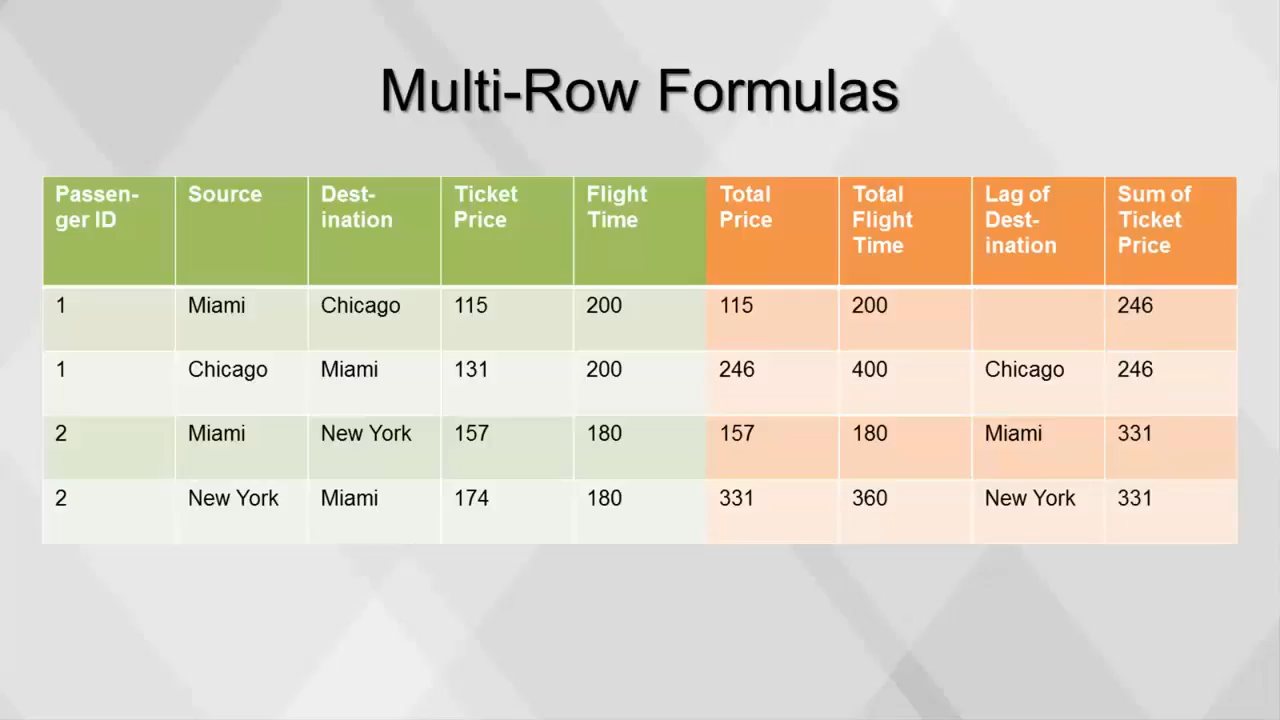 Multi-Row Formulas
Passen-
ger ID
Source
Dest-
ination
Ticket
Price
Flight
Time
Total
Price
Total
Flight
Time
Lag of
Dest-
ination
Sum of
Ticket
Price
1 Miami Chicago 115 200 115 200 246
1 Chicago Miami 131 200 246 400 Chicago 246
2 Miami New York 157 180 157 180 Miami 331
2 New York Miami 174 180 331 360 New York 331